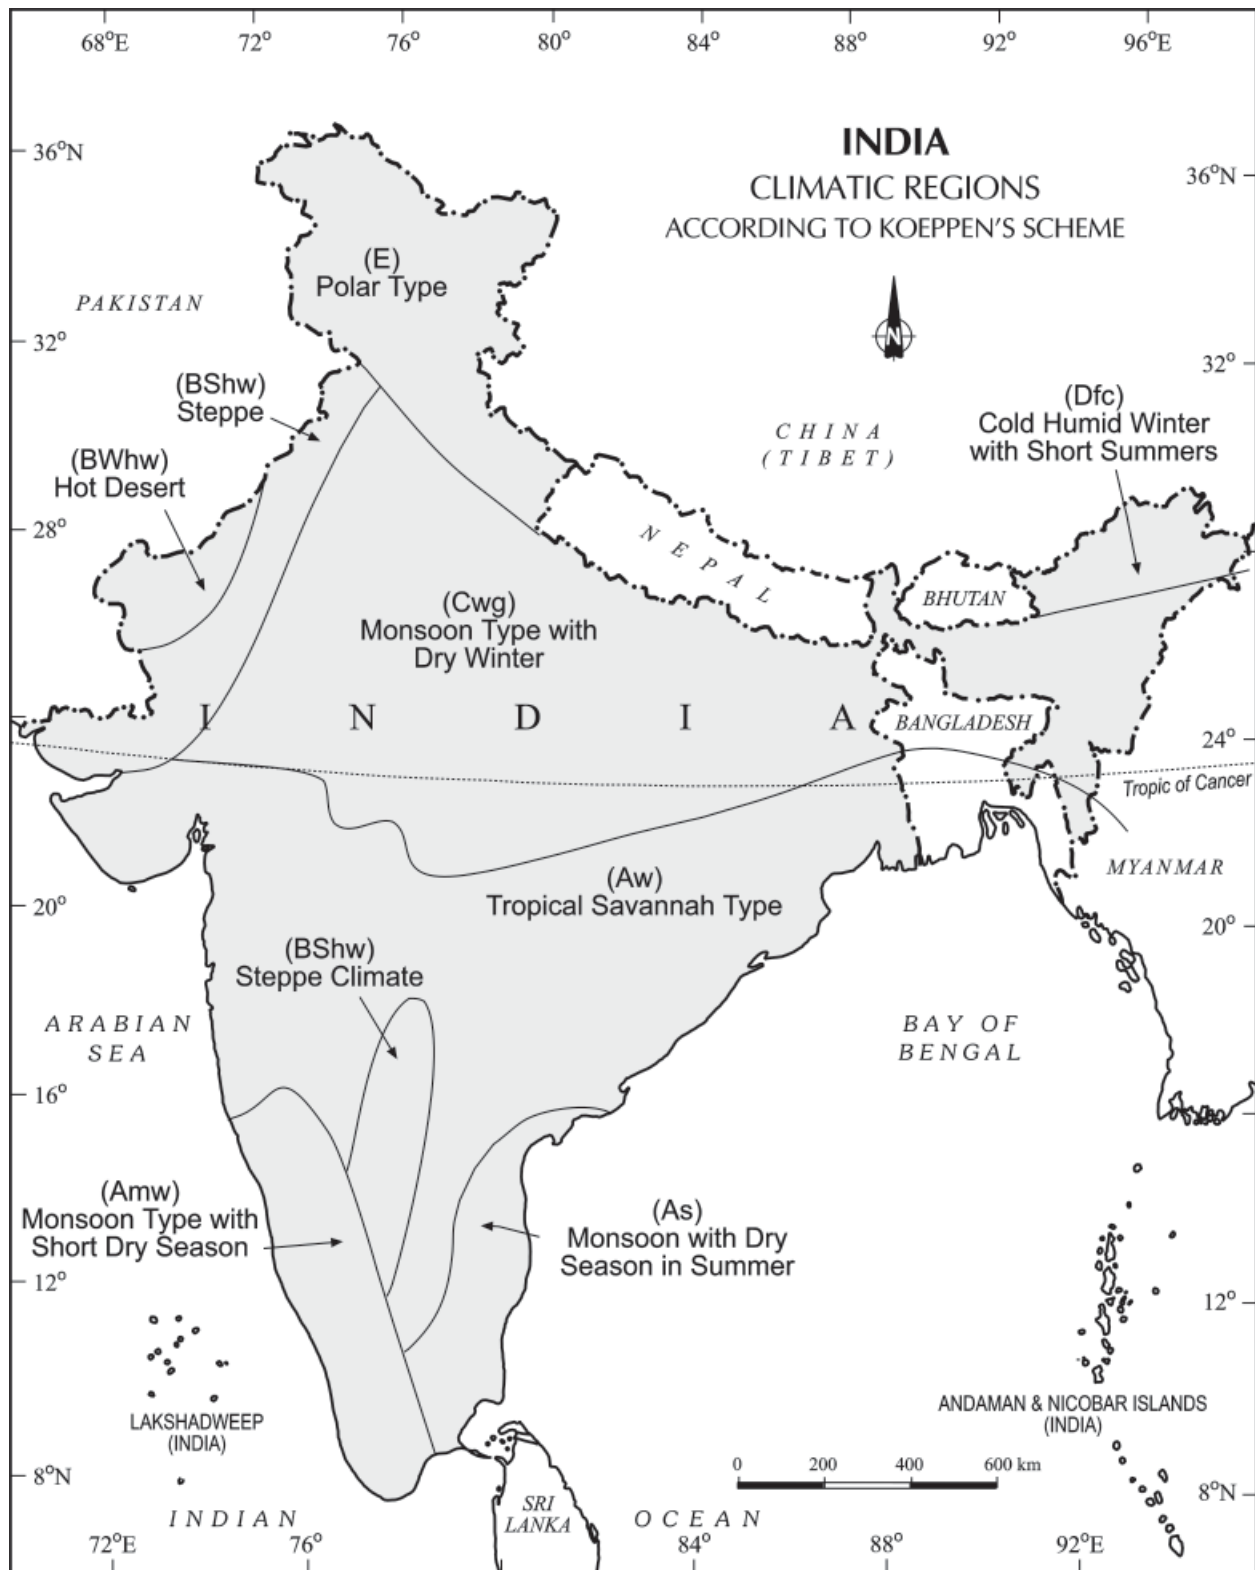 68°E 72° 76° 80° 84° 88° 92° 96°E
36°N
INDIA
CLIMATIC REGIONS
ACCORDING TO KOEPPEN'S SCHEME
36°N
(E)
Polar Type
PAKISTAN
N
32°
32°
(BShw)
Steppe
(Dfc)
Cold Humid Winter
with Short Summers
CHINA
(TIBET)
(BWhw)
Hot Desert
28°
NEPAL
BHUTAN
(Cwg)
Monsoon Type with
Dry Winter
INDIA
BANGLADESH
24°
Tropic of Cancer
MYANMAR
(Aw)
Tropical Savannah Type
20°
20°
(BShw)
Steppe Climate
ARABIAN
SEA
BAY OF
BENGAL
16°
(Amw)
Monsoon Type with
Short Dry Season
(As)
Monsoon with Dry
Season in Summer
12°
12°
LAKSHADWEEP
(INDIA)
ANDAMAN & NICOBAR ISLANDS
(INDIA)
8°N
0 200 400 600 km
8°N
SRI
LANKA
INDIAN OCEAN
72°E 76° 84° 88° 92°E